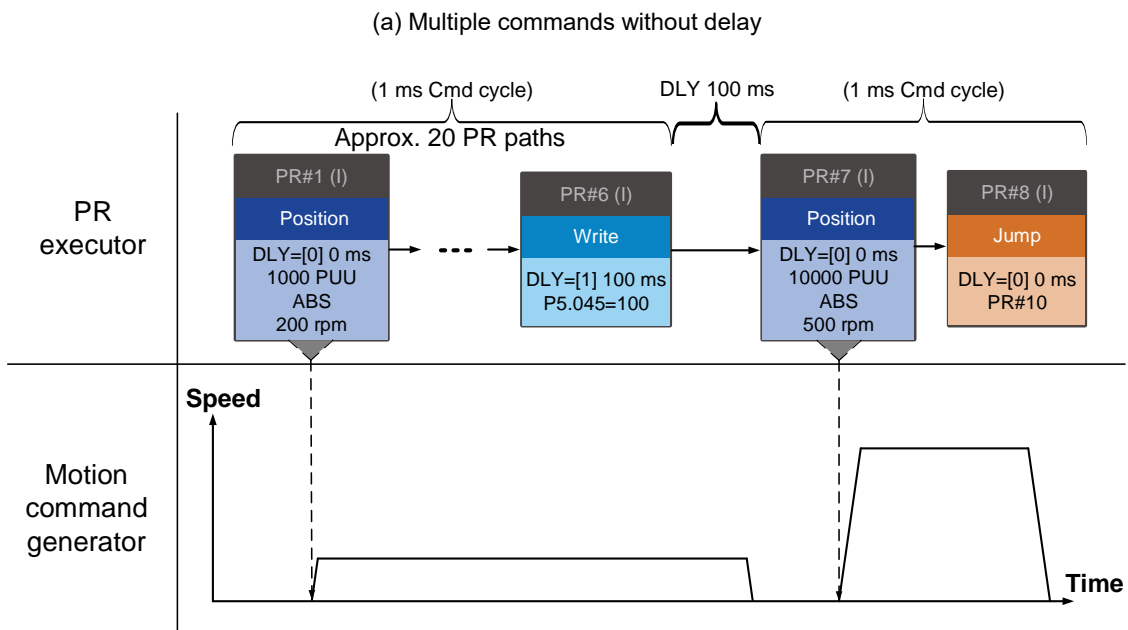 (a) Multiple commands without delay
(1 ms Cmd cycle)
DLY 100 ms
(1 ms Cmd cycle)
Approx. 20 PR paths
PR
executor
PR#1 (I)
Position
DLY=[0] 0 ms
1000 PUU
ABS
200 rpm
PR#6 (I)
Write
DLY=[1] 100 ms
P5.045=100
PR#7 (I)
Position
DLY=[0] 0 ms
10000 PUU
ABS
500 rpm
PR#8 (I)
Jump
DLY=[0] 0 ms
PR#10
Motion
command
generator
Speed
Time